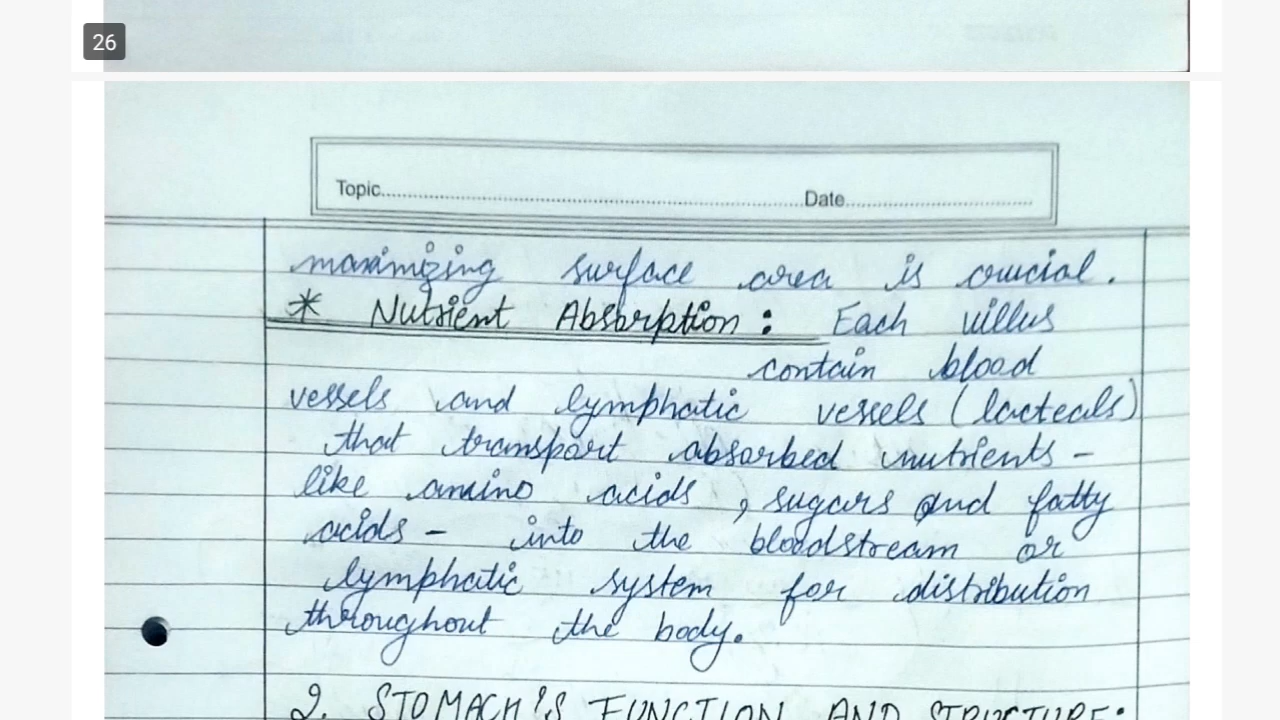 26
Topic Date
maximizing surface area is crucial.
* Nutrient Absorption : Each villus
contain blood
vessels and lymphatic vessels (lacteals)
that transport absorbed nutrients -
like amino acids, sugars and fatty
acids - into the bloodstream or
lymphatic system for distribution
throughout the body.
2. STOMACH'S FUNCTION AND STRUCTURE: